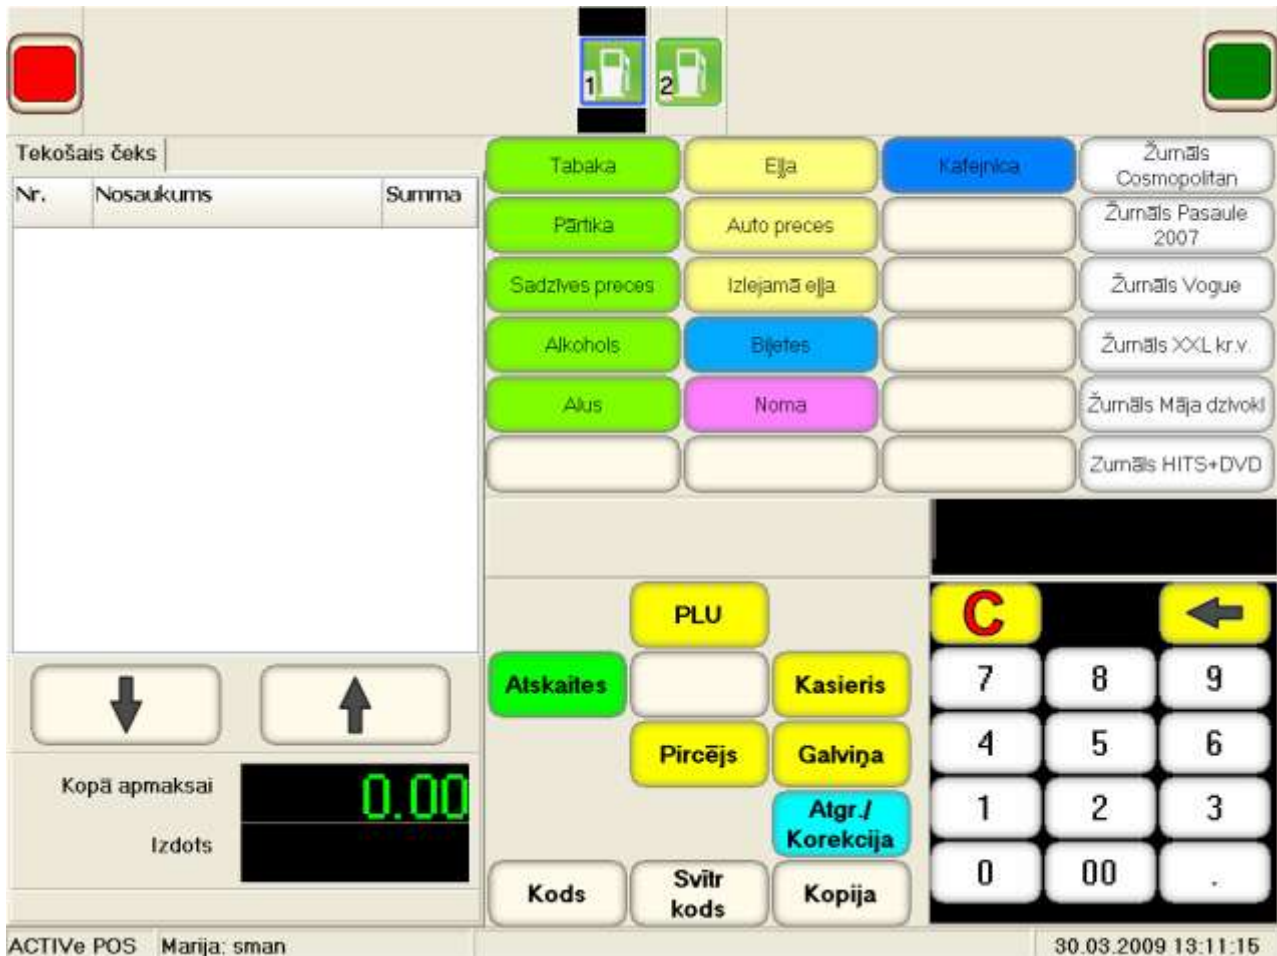 1
2
Tekošais čeks
Nr. Nosaukums Summa
Tabaka
Eļļa
Kafejnīca
Žurnāls
Cosmopolitan
Pārtika
Auto preces
Žurnāls Pasaule
2007
Sadzīves preces
Izlejamā eļļa
Žurnāls Vogue
Alkohols
Biļetes
Žurnāls XXL kr.v.
Alus
Noma
Žurnāls Māja dzīvokl
Žurnāls HITS+DVD
PLU
C
Atskaites
Kasieris
7 8 9
Pircējs
Galviņa
4 5 6
Kopā apmaksai 0.00
Atgr./
Korekcija
1 2 3
Izdots
Kods
Svītr
kods
Kopija
0 00 .
ACTIVe POS Marija: sman 30.03.2009 13:11:15